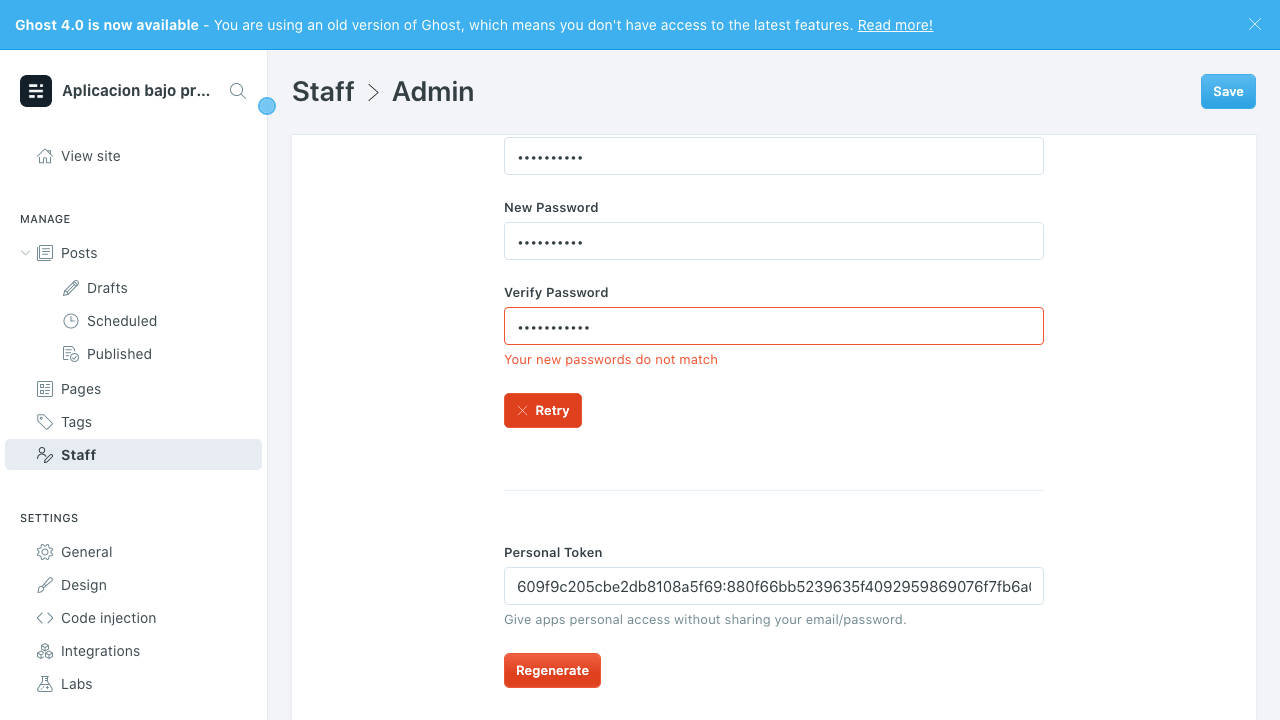 Ghost 4.0 is now available - You are using an old version of Ghost, which means you don't have access to the latest features. Read more!
Aplicacion bajo pr...
View site
MANAGE
Posts
Drafts
Scheduled
Published
Pages
Tags
Staff
SETTINGS
General
Design
Code injection
Integrations
Labs
Staff > Admin
Save
••••••••••
New Password
••••••••••
Verify Password
•••••••••••
Your new passwords do not match
Retry
Personal Token
609f9c205cbe2db8108a5f69:880f66bb5239635f4092959869076f7fb6a
Give apps personal access without sharing your email/password.
Regenerate